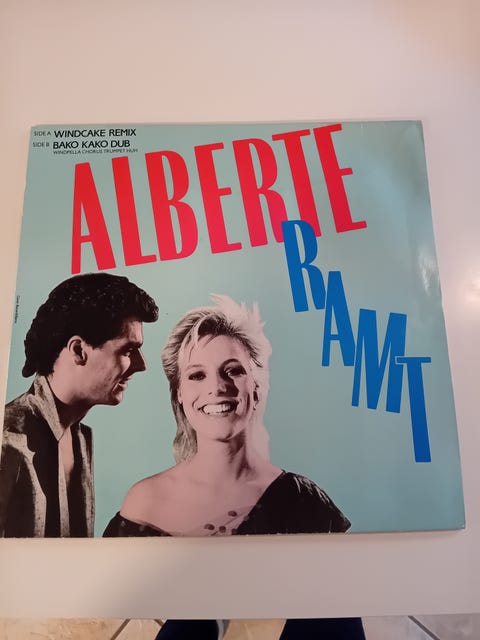 SIDE A WINDCAKE REMIX
SIDE B BAKO KAKO DUB
WINDPELLA CHORUS TRUMPET HUH
ALBERTE
RAMT